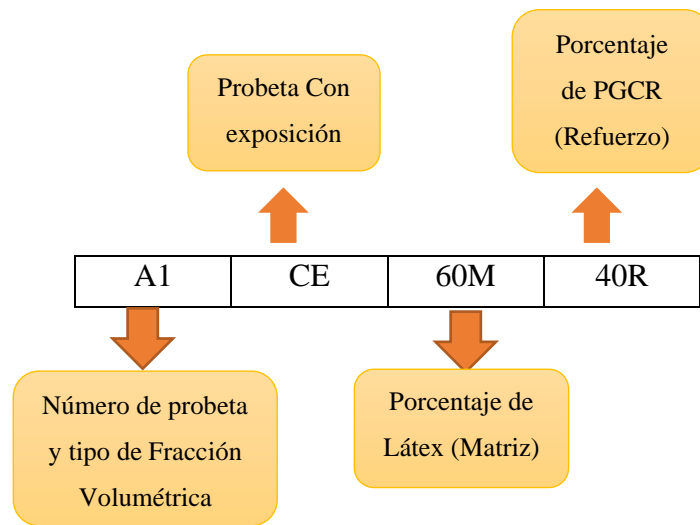 Porcentaje
de PGCR
(Refuerzo)
Probeta Con
exposición
A1 CE 60M 40R
Número de probeta
y tipo de Fracción
Volumétrica
Porcentaje de
Látex (Matriz)